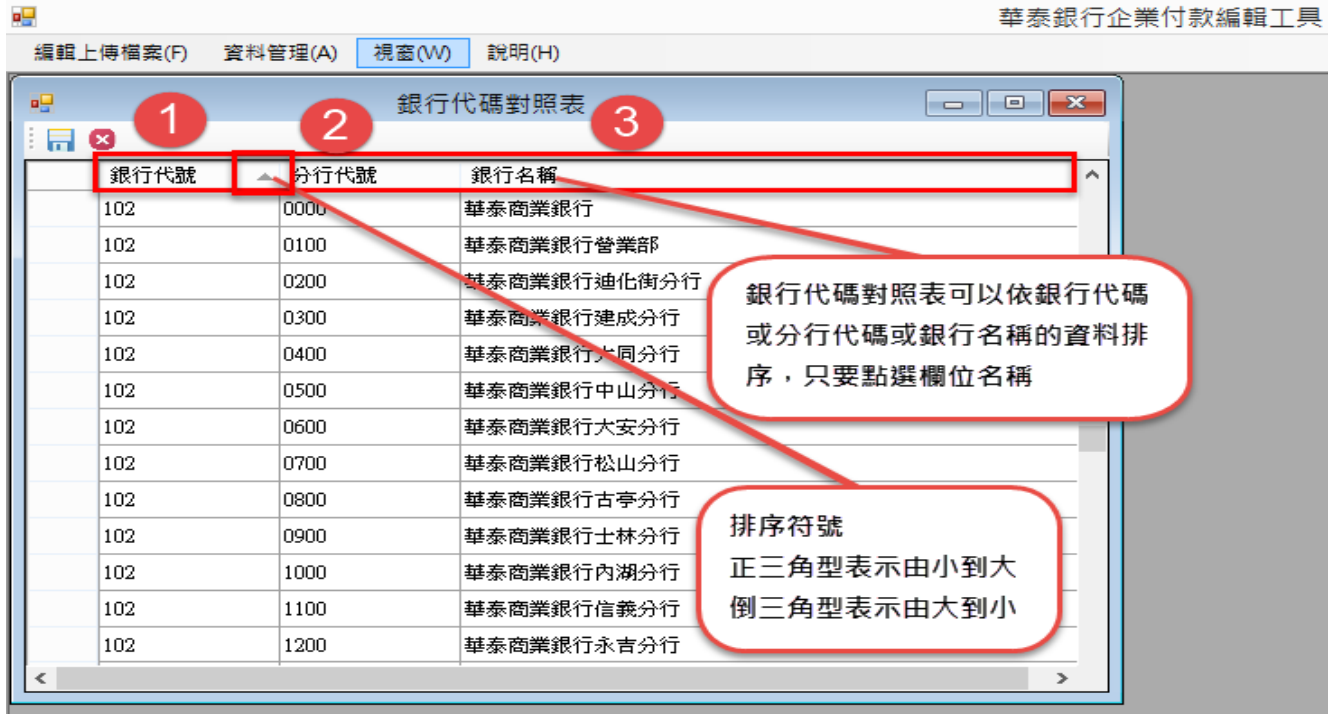 華泰銀行企業付款編輯工具
編輯上傳檔案(F) 資料管理(A) 視窗(W) 說明(H)
銀行代碼對照表
1 2 3
銀行代號 分行代號 銀行名稱
102 0000 華泰商業銀行
102 0100 華泰商業銀行營業部
102 0200 華泰商業銀行迪化街分行
102 0300 華泰商業銀行建成分行
102 0400 華泰商業銀行大同分行
102 0500 華泰商業銀行中山分行
102 0600 華泰商業銀行大安分行
102 0700 華泰商業銀行松山分行
102 0800 華泰商業銀行古亭分行
102 0900 華泰商業銀行士林分行
102 1000 華泰商業銀行內湖分行
102 1100 華泰商業銀行信義分行
102 1200 華泰商業銀行永吉分行
銀行代碼對照表可以依銀行代碼
或分行代碼或銀行名稱的資料排
序，只要點選欄位名稱
排序符號
正三角型表示由小到大
倒三角型表示由大到小